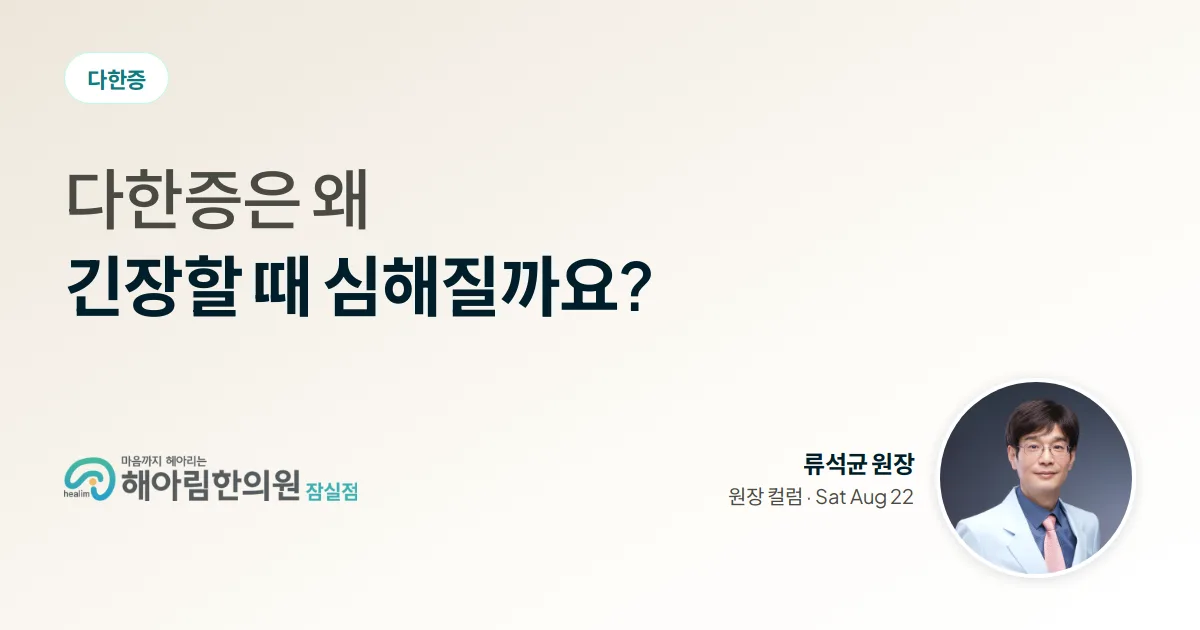 다한증
다한증은 왜
긴장할 때 심해질까요?
마음까지 헤아리는
healim
해아림한의원 잠실점
류석균 원장
원장 컬럼 · Sat Aug 22